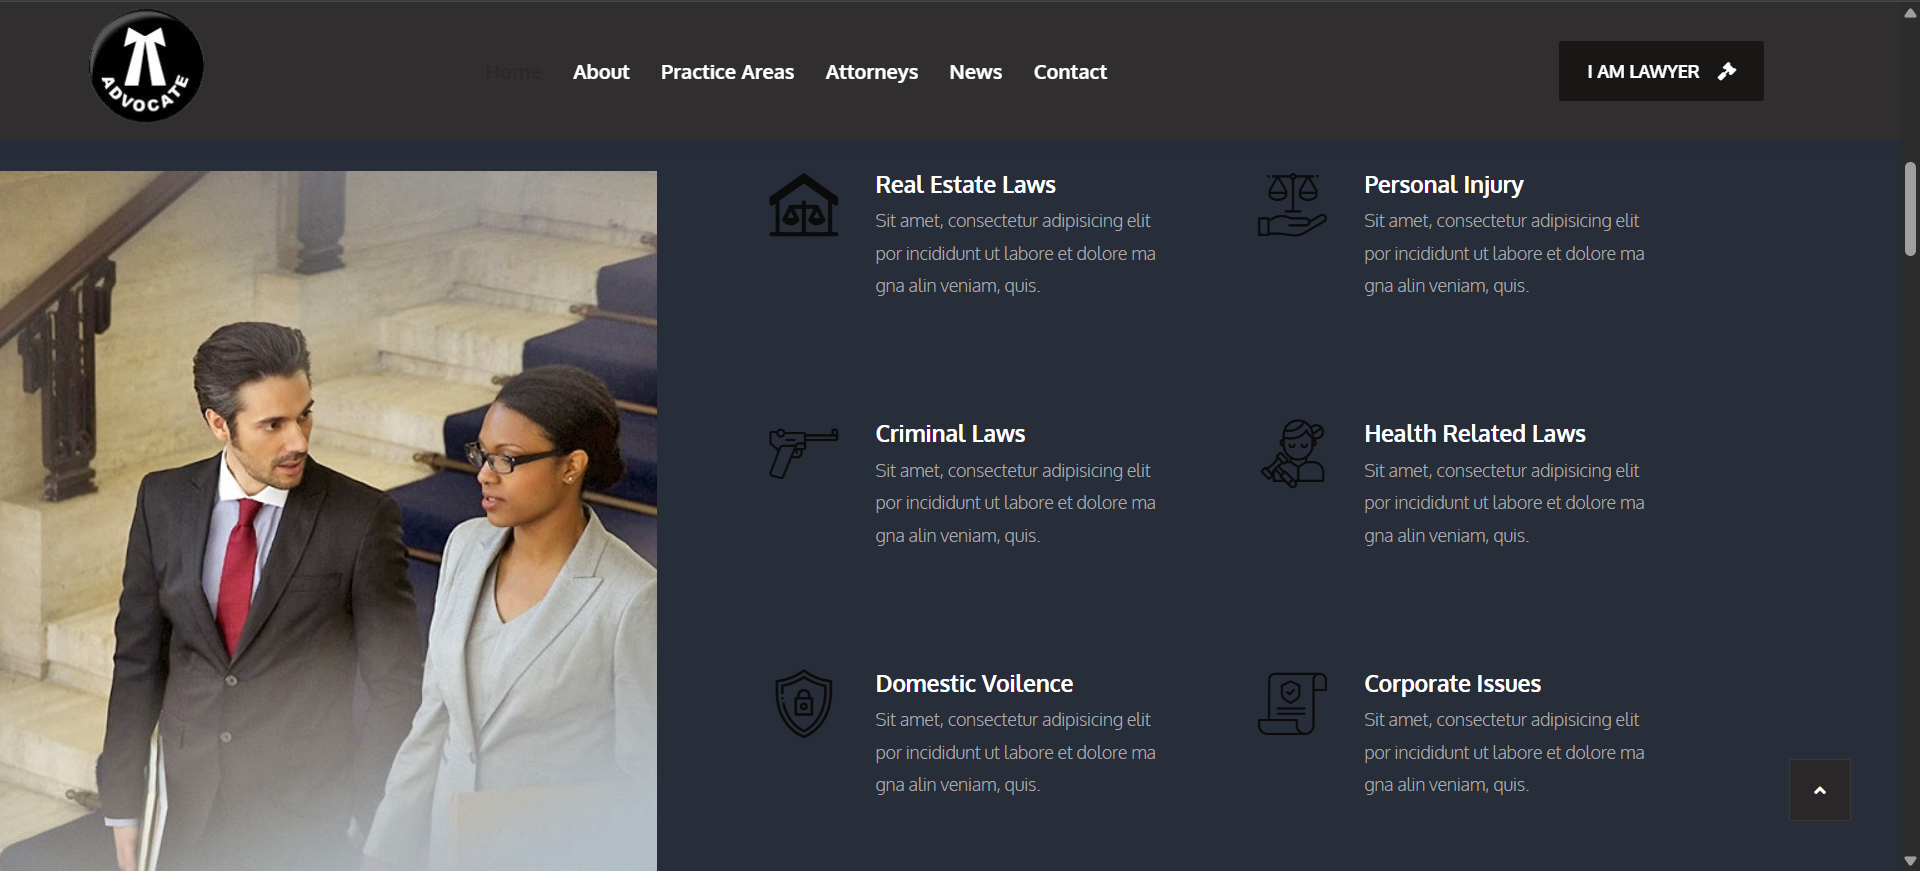 ADVOCATE
Home About Practice Areas Attorneys News Contact
I AM LAWYER
Real Estate Laws
Sit amet, consectetur adipisicing elit
por incididunt ut labore et dolore ma
gna alin veniam, quis.
Personal Injury
Sit amet, consectetur adipisicing elit
por incididunt ut labore et dolore ma
gna alin veniam, quis.
Criminal Laws
Sit amet, consectetur adipisicing elit
por incididunt ut labore et dolore ma
gna alin veniam, quis.
Health Related Laws
Sit amet, consectetur adipisicing elit
por incididunt ut labore et dolore ma
gna alin veniam, quis.
Domestic Voilence
Sit amet, consectetur adipisicing elit
por incididunt ut labore et dolore ma
gna alin veniam, quis.
Corporate Issues
Sit amet, consectetur adipisicing elit
por incididunt ut labore et dolore ma
gna alin veniam, quis.